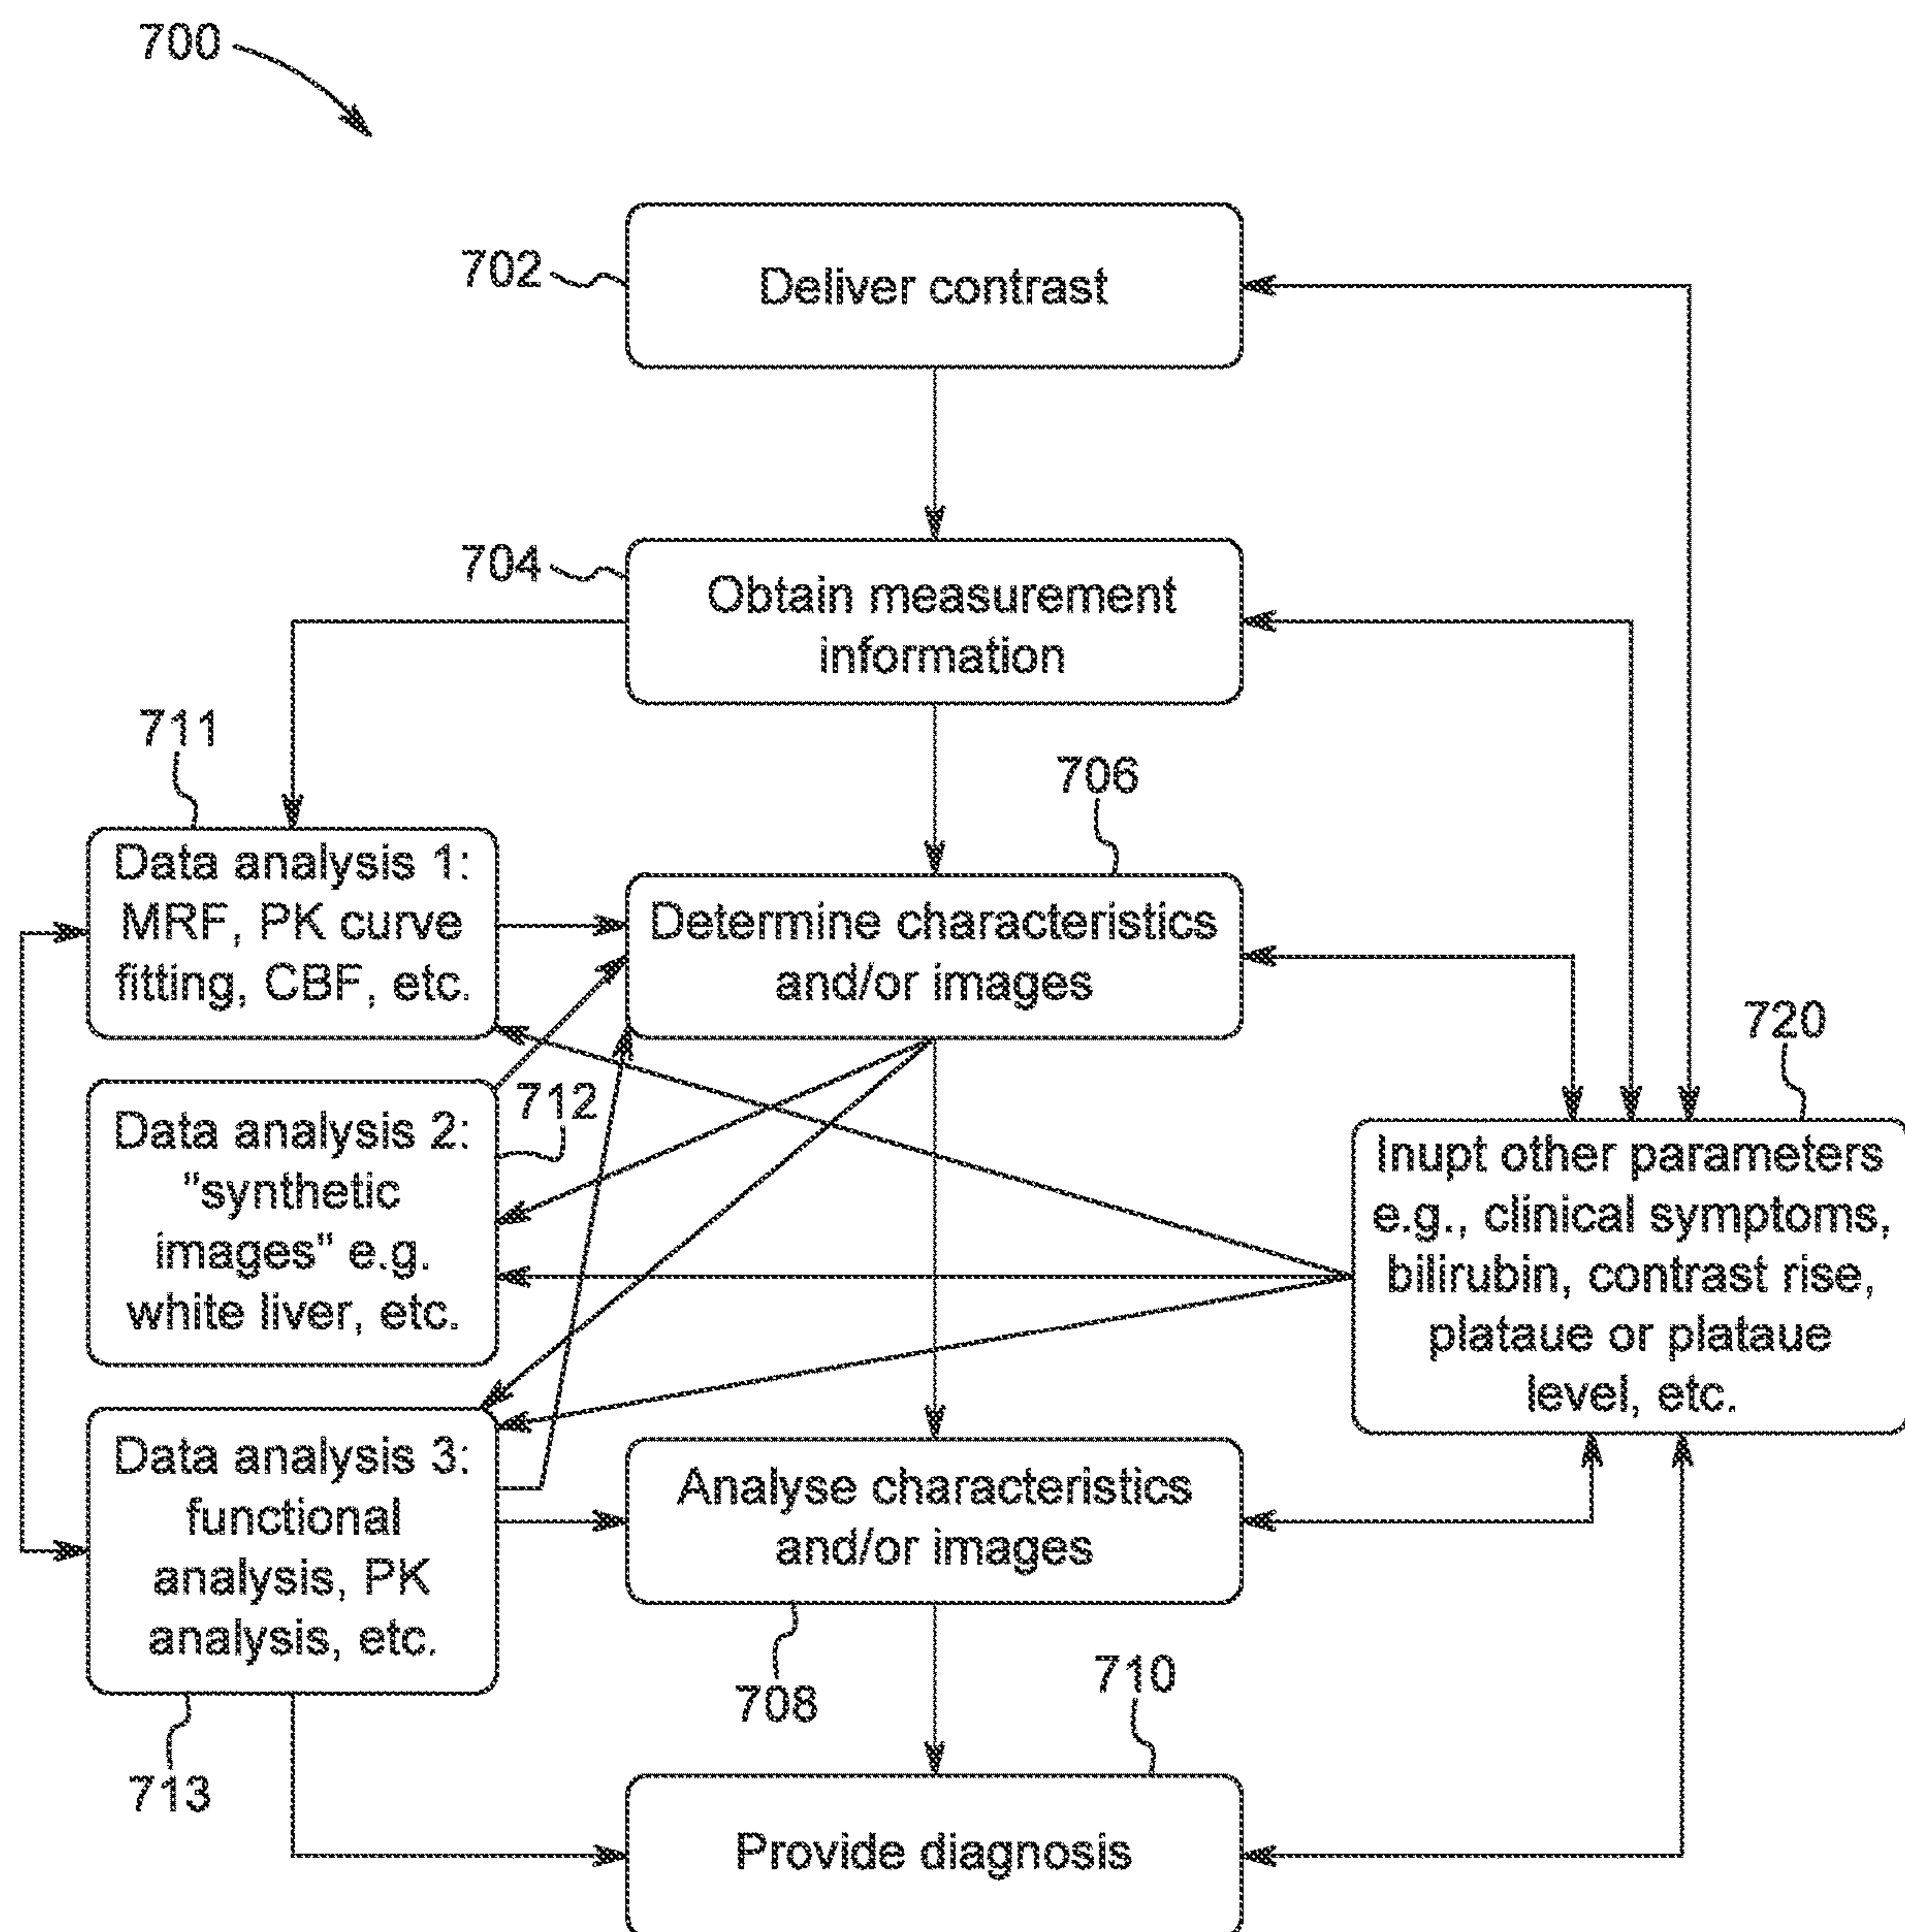 700
702
Deliver contrast
704
Obtain measurement
information
711
706
Data analysis 1:
MRF, PK curve
fitting, CBF, etc.
Determine characteristics
and/or images
720
712
Data analysis 2:
"synthetic
images" e.g.
white liver, etc.
Inupt other parameters
e.g., clinical symptoms,
bilirubin, contrast rise,
plataue or plataue
level, etc.
Data analysis 3:
functional
analysis, PK
analysis, etc.
Analyse characteristics
and/or images
708
710
713
Provide diagnosis